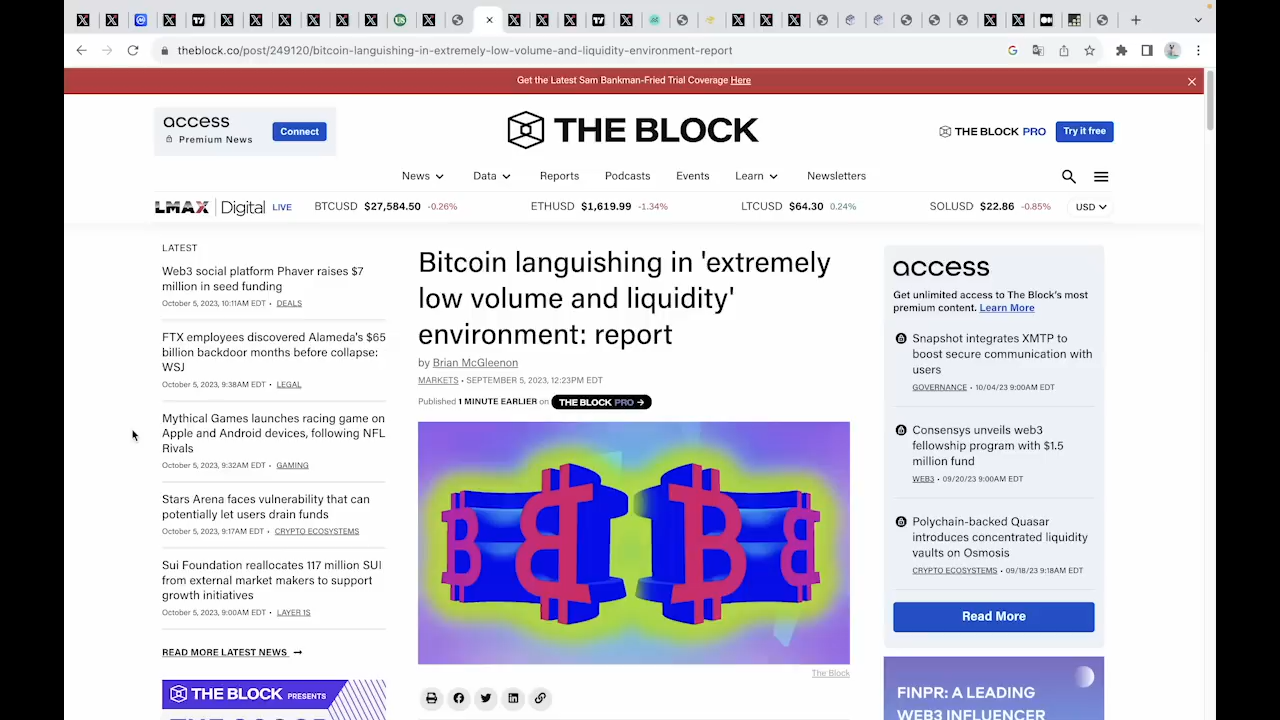 theblock.co/post/249120/bitcoin-languishing-in-extremely-low-volume-and-liquidity-environment-report
Get the Latest Sam Bankman-Fried Trial Coverage Here
access
Premium News
Connect
THE BLOCK
THE BLOCK PRO
Try it free
News
Data
Reports
Podcasts
Events
Learn
Newsletters
LMAX Digital LIVE
BTCUSD $27,584.50 -0.26%
ETHUSD $1,619.99 -1.34%
LTCUSD $64.30 0.24%
SOLUSD $22.86 -0.85%
USD
LATEST
Web3 social platform Phaver raises $7
million in seed funding
October 5, 2023, 10:11AM EDT • DEALS
FTX employees discovered Alameda's $65
billion backdoor months before collapse:
WSJ
October 5, 2023, 9:38AM EDT • LEGAL
Mythical Games launches racing game on
Apple and Android devices, following NFL
Rivals
October 5, 2023, 9:32AM EDT • GAMING
Stars Arena faces vulnerability that can
potentially let users drain funds
October 5, 2023, 9:17AM EDT • CRYPTO ECOSYSTEMS
Sui Foundation reallocates 117 million SUI
from external market makers to support
growth initiatives
October 5, 2023, 9:00AM EDT • LAYER 1S
READ MORE LATEST NEWS →
THE BLOCK PRESENTS
Bitcoin languishing in 'extremely
low volume and liquidity'
environment: report
by Brian McGleenon
MARKETS • SEPTEMBER 5, 2023, 12:23PM EDT
Published 1 MINUTE EARLIER on THE BLOCK PRO →
The Block
access
Get unlimited access to The Block's most
premium content. Learn More
Snapshot integrates XMTP to
boost secure communication with
users
GOVERNANCE • 10/04/23 9:00AM EDT
Consensys unveils web3
fellowship program with $1.5
million fund
WEB3 • 09/20/23 9:00AM EDT
Polychain-backed Quasar
introduces concentrated liquidity
vaults on Osmosis
CRYPTO ECOSYSTEMS • 09/18/23 9:18AM EDT
Read More
FINPR: A LEADING
WEB3 INFLUENCER